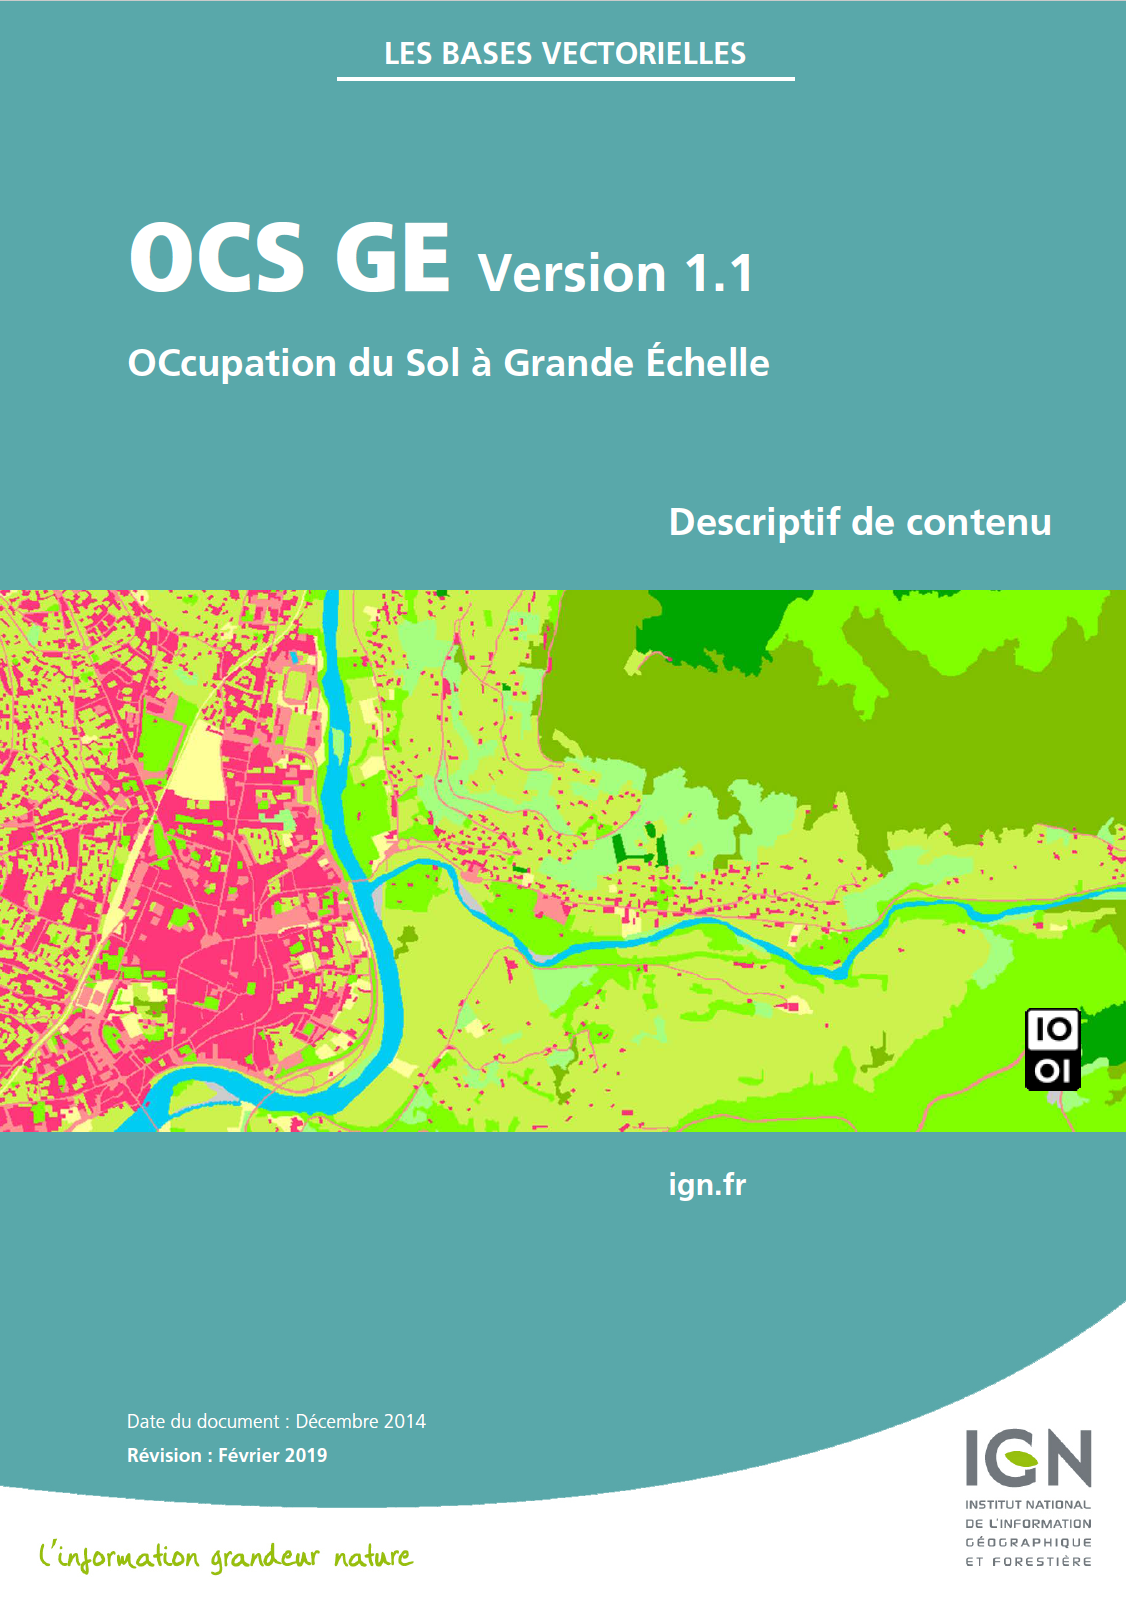 LES BASES VECTORIELLES
OCS GE Version 1.1
OCcupation du Sol à Grande Échelle
Descriptif de contenu
IO
OI
ign.fr
Date du document : Décembre 2014
Révision : Février 2019
IGN
INSTITUT NATIONAL
DE L'INFORMATION
GÉOGRAPHIQUE
ET FORESTIÈRE
l'information grandeur nature